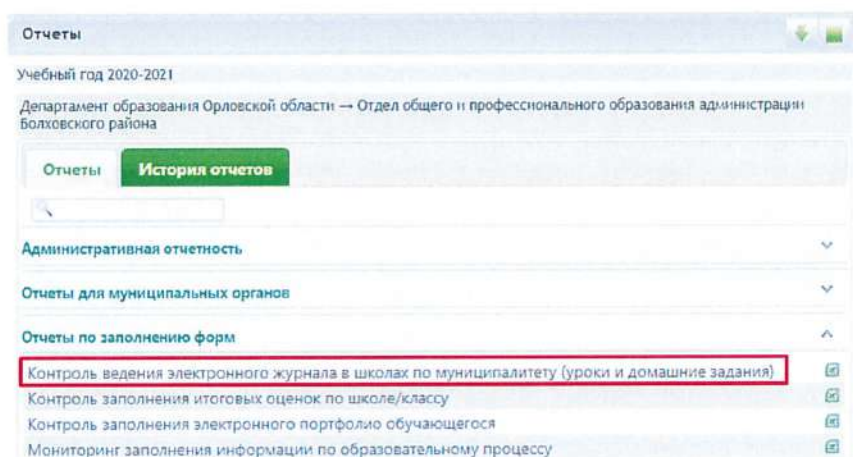 Отчеты
Учебный год 2020-2021
Департамент образования Орловской области → Отдел общего и профессионального образования администрации
Болховского района
Отчеты
История отчетов
Административная отчетность
Отчеты для муниципальных органов
Отчеты по заполнению форм
Контроль ведения электронного журнала в школах по муниципалитету (уроки и домашние задания)
Контроль заполнения итоговых оценок по школе/классу
Контроль заполнения электронного портфолио обучающегося
Мониторинг заполнения информации по образовательному процессу